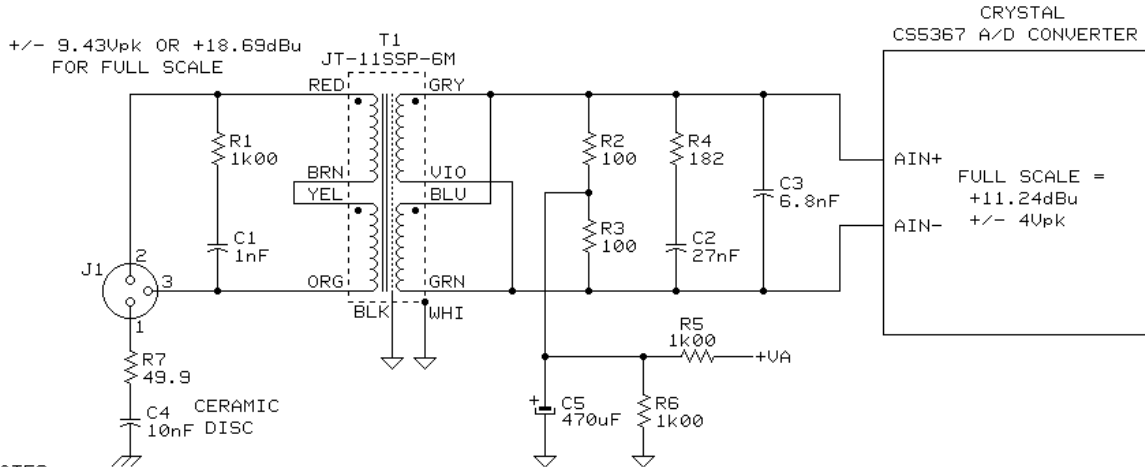 CRYSTAL
CS5367 A/D CONVERTER
+/- 9.43Vpk OR +18.69dBu
FOR FULL SCALE
T1
JT-11SSP-6M
RED
GRY
R1
1k00
R2
100
R4
182
BRN
YEL
VIO
BLU
C3
6.8nF
AIN+
FULL SCALE =
+11.24dBu
+/- 4Vpk
AIN-
C1
1nF
R3
100
C2
27nF
J1
2
3
1
ORG
GRN
BLK
WHI
R5
1k00
+VA
R7
49.9
C4
10nF
CERAMIC
DISC
+
C5
470uF
R6
1k00